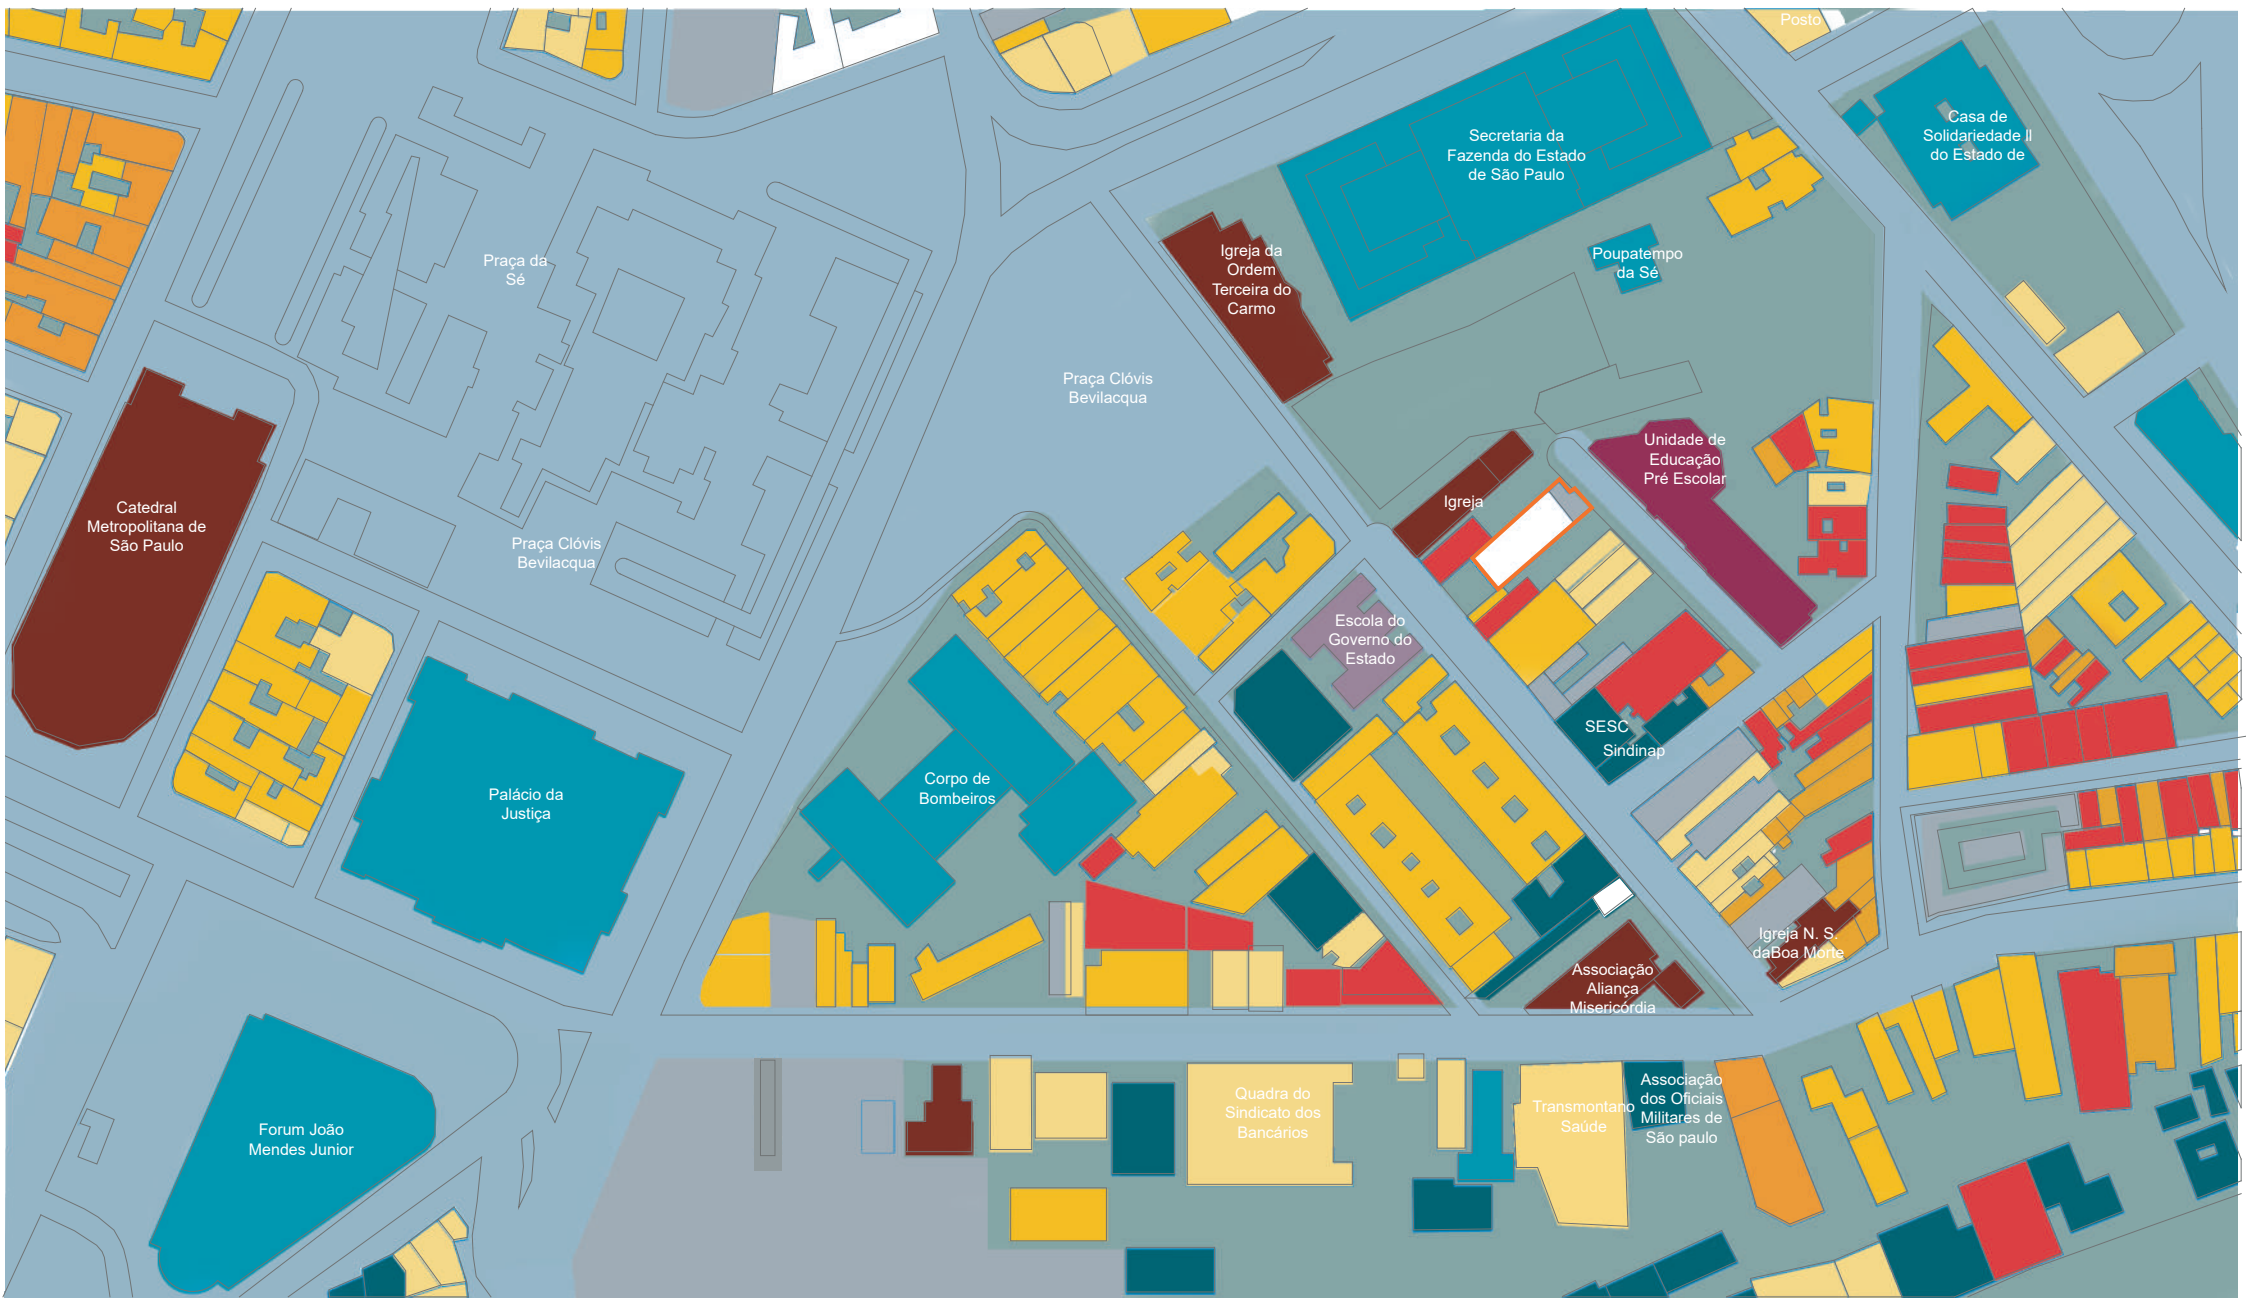 Posto
Casa de
Solidariedade II
do Estado de
Secretaria da
Fazenda do Estado
de São Paulo
Igreja da
Ordem
Terceira do
Carmo
Poupatempo
da Sé
Praça da
Sé
Praça Clóvis
Bevilacqua
Unidade de
Educação
Pré Escolar
Igreja
Catedral
Metropolitana de
São Paulo
Praça Clóvis
Bevilacqua
Escola do
Governo do
Estado
SESC
Sindinap
Corpo de
Bombeiros
Palácio da
Justiça
Igreja N. S.
daBoa Morte
Associação
Aliança
Misericórdia
Quadra do
Sindicato dos
Bancários
Transmontano
Saúde
Associação
dos Oficiais
Militares de
São paulo
Forum João
Mendes Junior